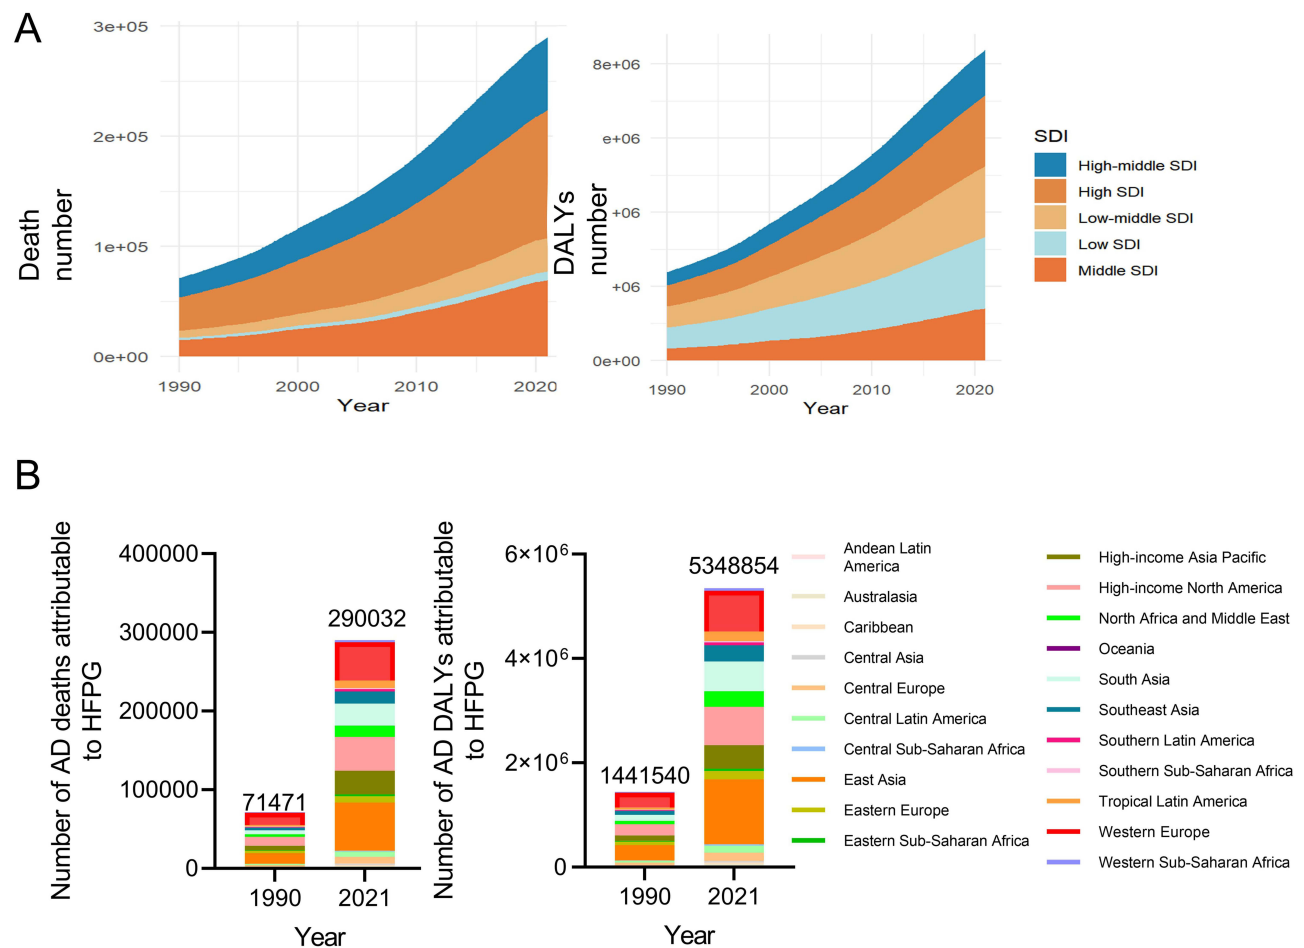 A
Death
number
3e+05
2e+05
1e+05
0e+00
1990
2000
2010
2020
Year
DALYs
number
8e+06
e+06
+06
+06
0e+00
1990
2000
2010
2020
Year
SDI
High-middle SDI
High SDI
Low-middle SDI
Low SDI
Middle SDI
B
Number of AD deaths attributable
to HFPG
400000
300000
200000
100000
0
71471
290032
1990
2021
Year
Number of AD DALYs attributable
to HFPG
6×10⁶
4×10⁶
2×10⁶
0
1441540
5348854
1990
2021
Year
Andean Latin
America
Australasia
Caribbean
Central Asia
Central Europe
Central Latin America
Central Sub-Saharan Africa
East Asia
Eastern Europe
Eastern Sub-Saharan Africa
High-income Asia Pacific
High-income North America
North Africa and Middle East
Oceania
South Asia
Southeast Asia
Southern Latin America
Southern Sub-Saharan Africa
Tropical Latin America
Western Europe
Western Sub-Saharan Africa